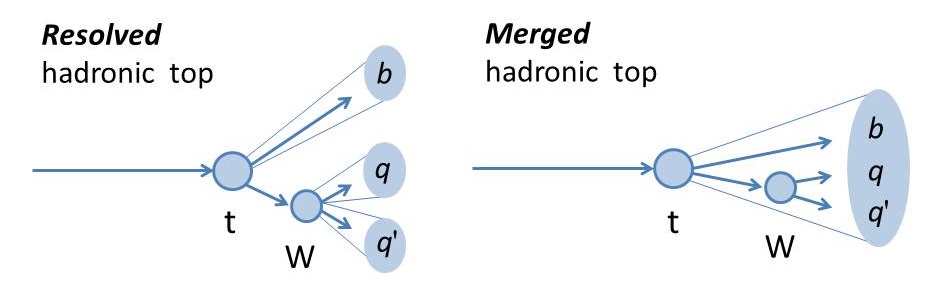 Resolved
hadronic top
b
q
q'
t
W
Merged
hadronic top
b
q
q'
t
W